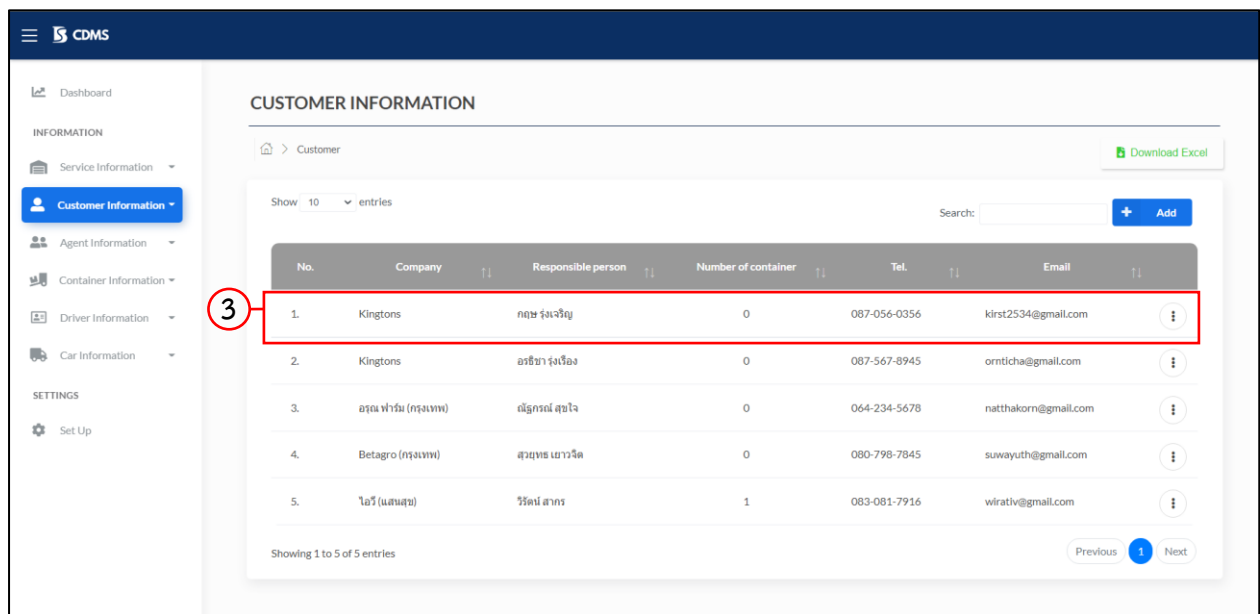 CDMS
Dashboard
INFORMATION
Service Information
Customer Information
Agent Information
Container Information
Driver Information
Car Information
SETTINGS
Set Up
CUSTOMER INFORMATION
Customer
Download Excel
Show 10 entries
Search:
+ Add
No. Company Responsible person Number of container Tel. Email
3
1. Kingtons กฤษ รุ่งเจริญ 0 087-056-0356 kirst2534@gmail.com
2. Kingtons อรธิชา รุ่งเรือง 0 087-567-8945 ornticha@gmail.com
3. อรุณ ฟาร์ม (กรุงเทพ) ณัฐกรณ์ สุขใจ 0 064-234-5678 natthakorn@gmail.com
4. Betagro (กรุงเทพ) สุวยุทธ เยาวจิต 0 080-798-7845 suwayuth@gmail.com
5. ไอวี่ (แสนสุข) วิรัตน์ สากร 1 083-081-7916 wirativ@gmail.com
Showing 1 to 5 of 5 entries
Previous 1 Next